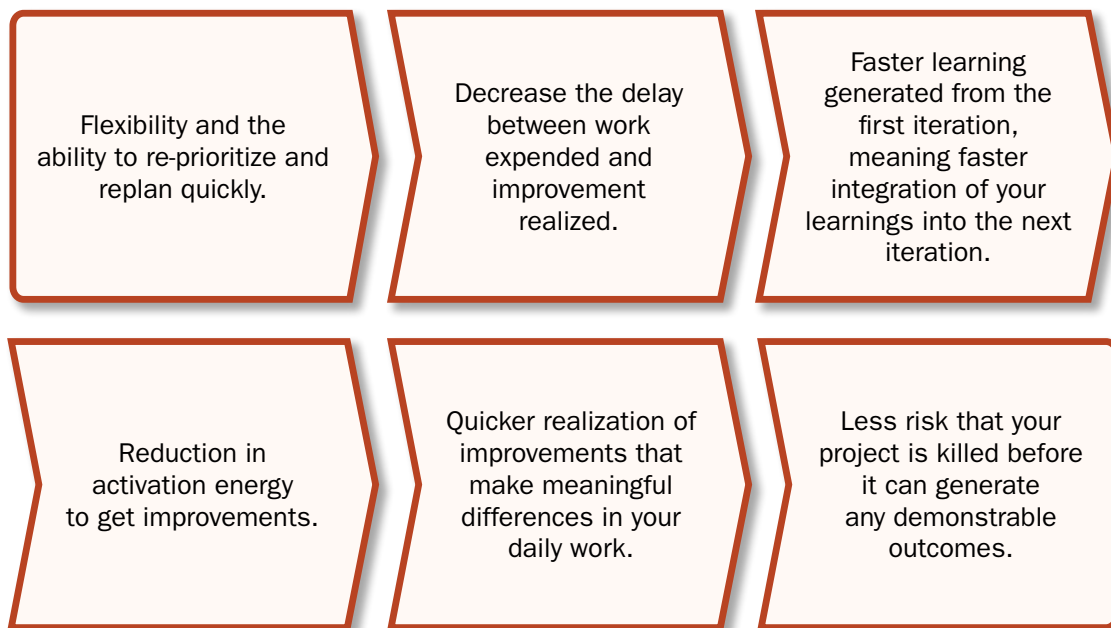 Flexibility and the
ability to re-prioritize and
replan quickly.
Decrease the delay
between work
expended and
improvement
realized.
Faster learning
generated from the
first iteration,
meaning faster
integration of your
learnings into the next
iteration.
Reduction in
activation energy
to get improvements.
Quicker realization of
improvements that
make meaningful
differences in your
daily work.
Less risk that your
project is killed before
it can generate
any demonstrable
outcomes.